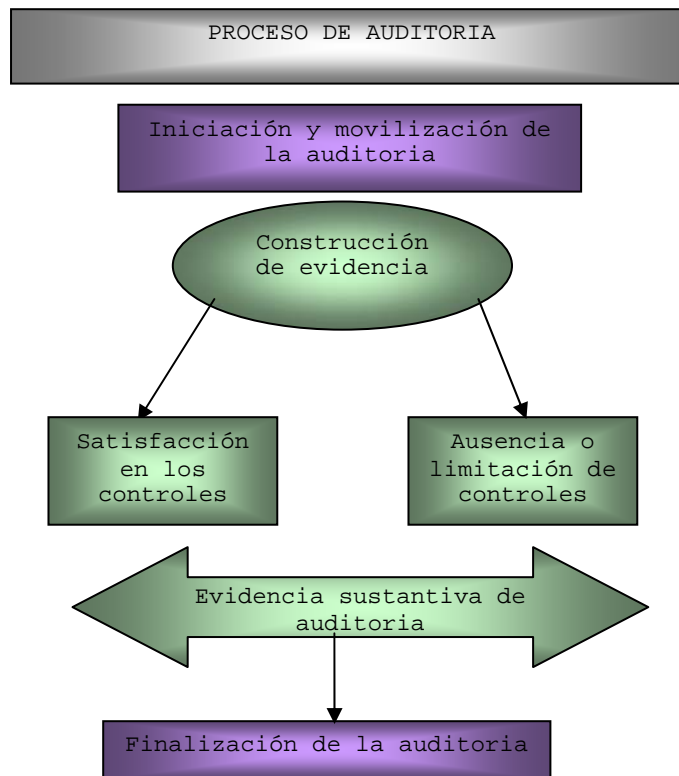 PROCESO DE AUDITORIA
Iniciación y movilización de
la auditoria
Construcción
de evidencia
Satisfacción
en los
controles
Ausencia o
limitación de
controles
Evidencia sustantiva de
auditoria
Finalización de la auditoria